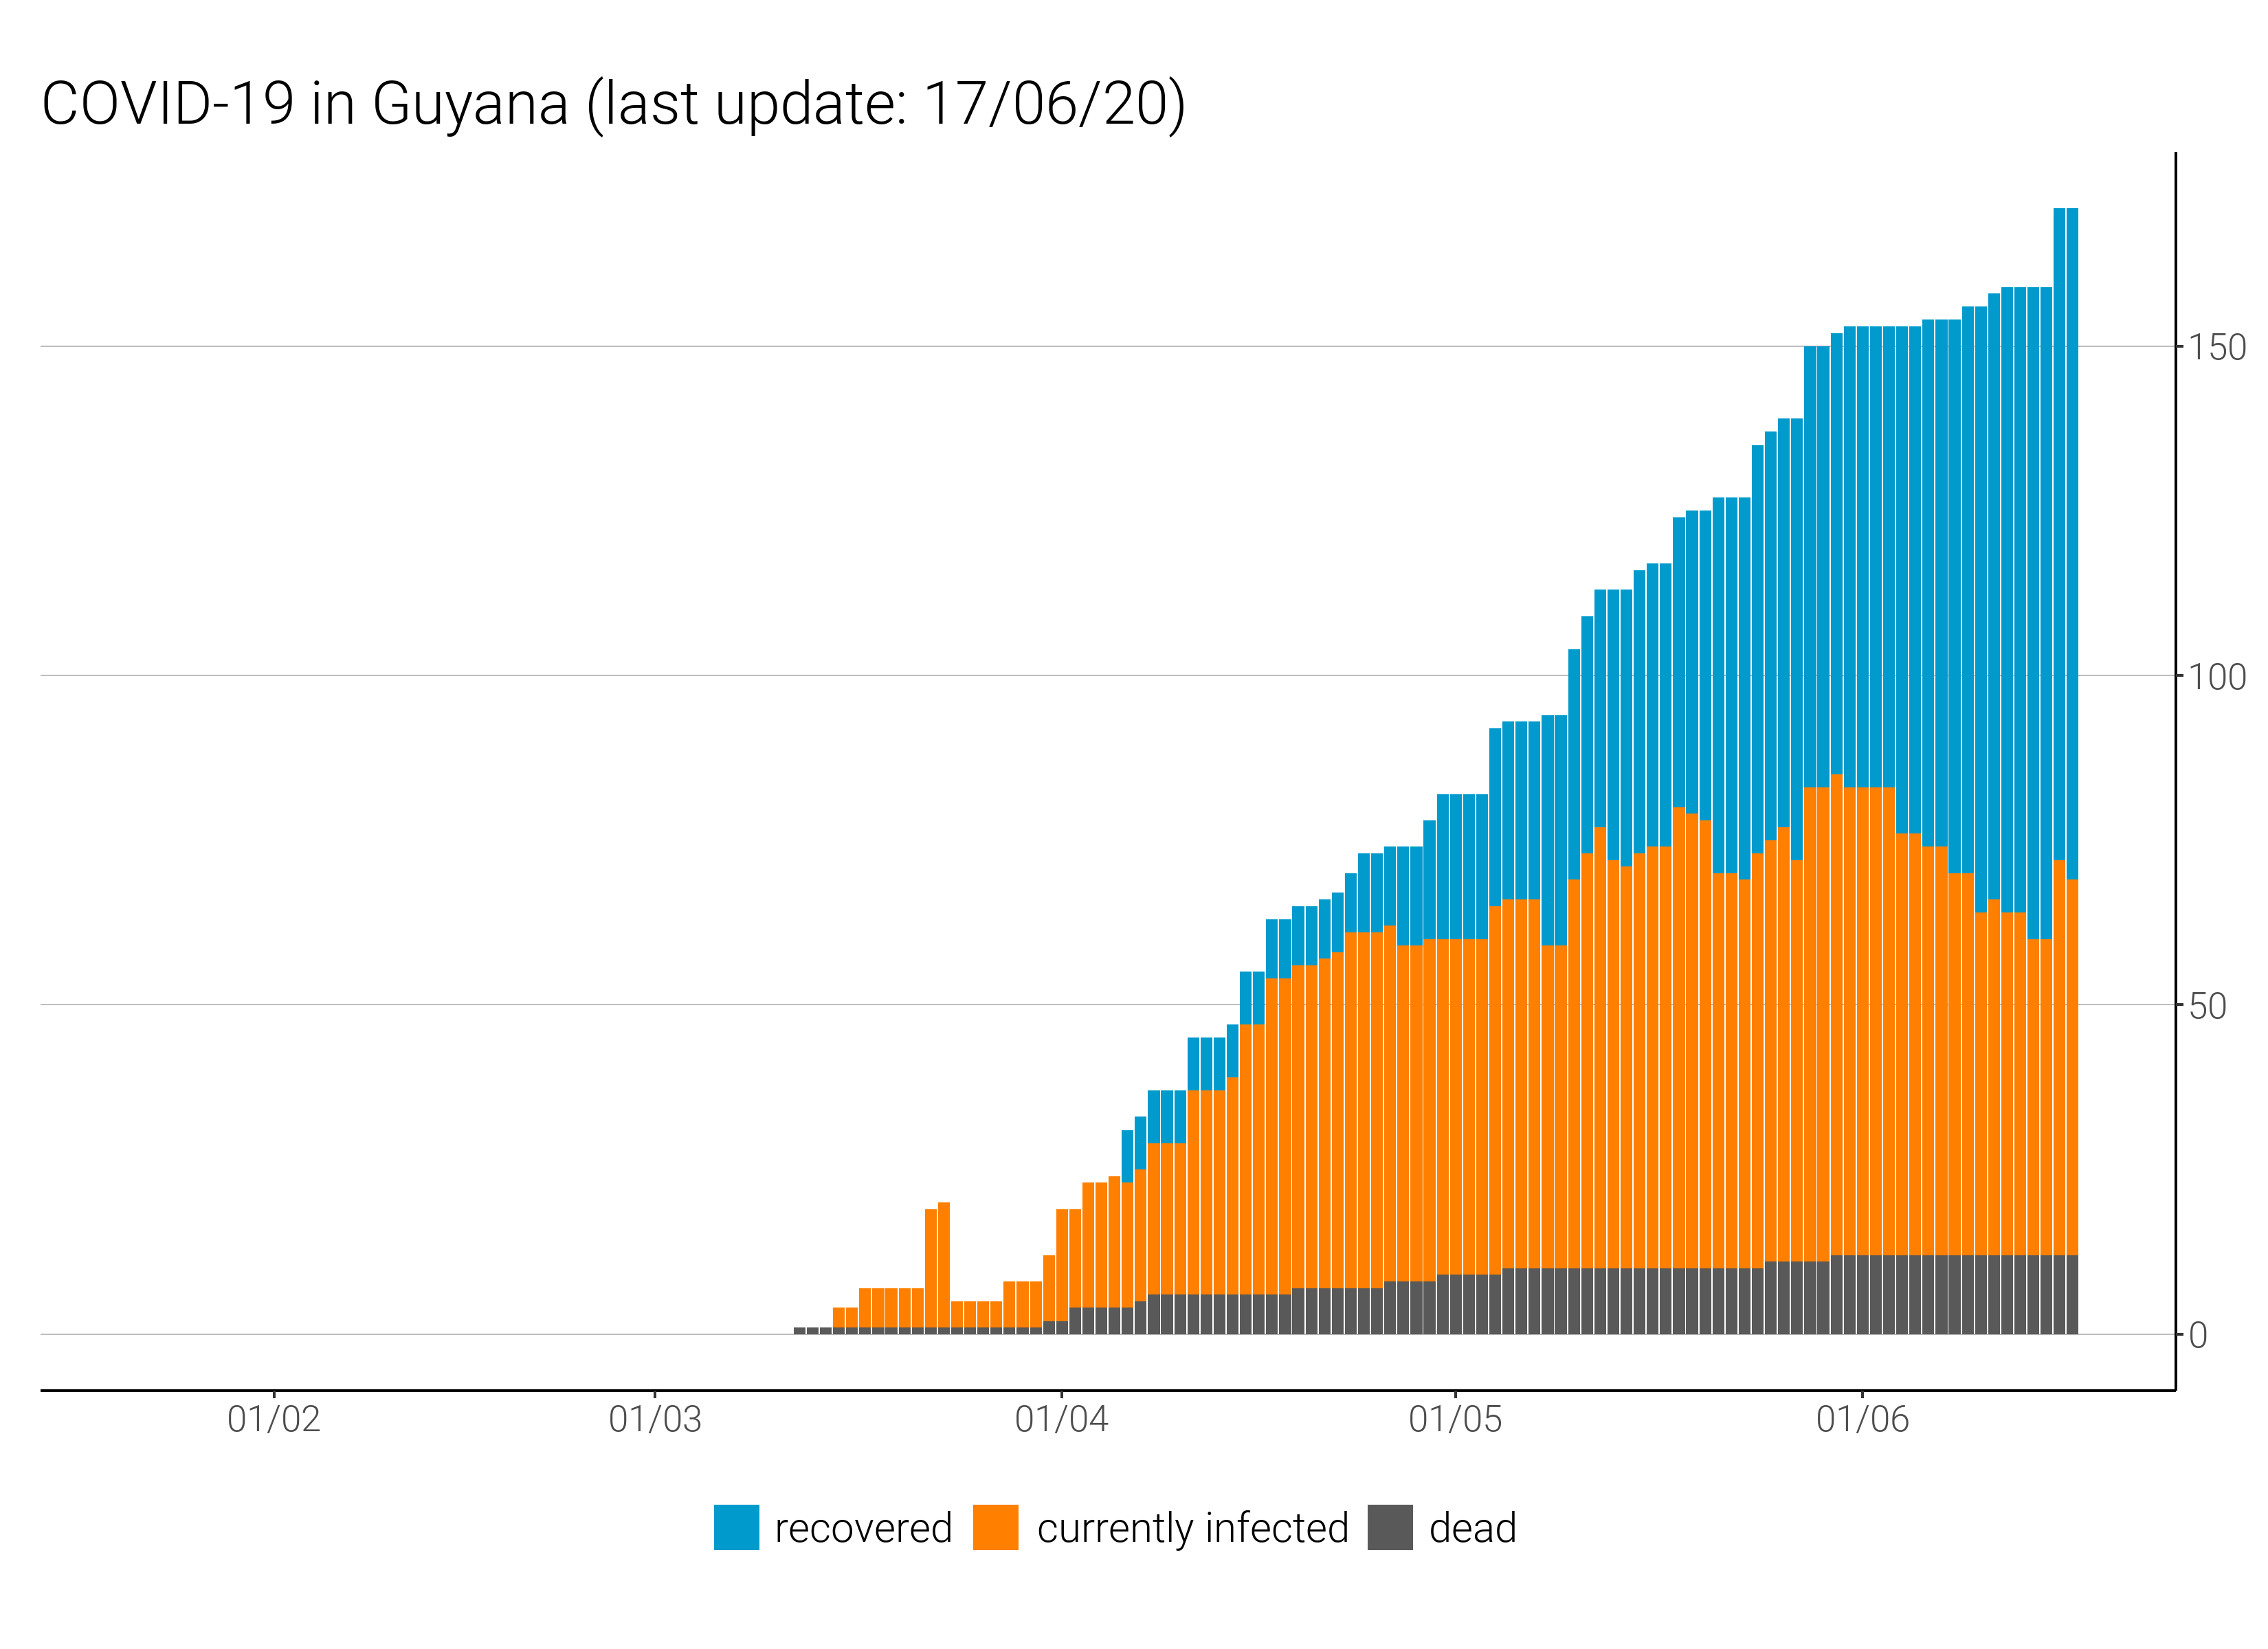 COVID-19 in Guyana (last update: 17/06/20)
150
100
50
0
01/02 01/03 01/04 01/05 01/06
recovered currently infected dead